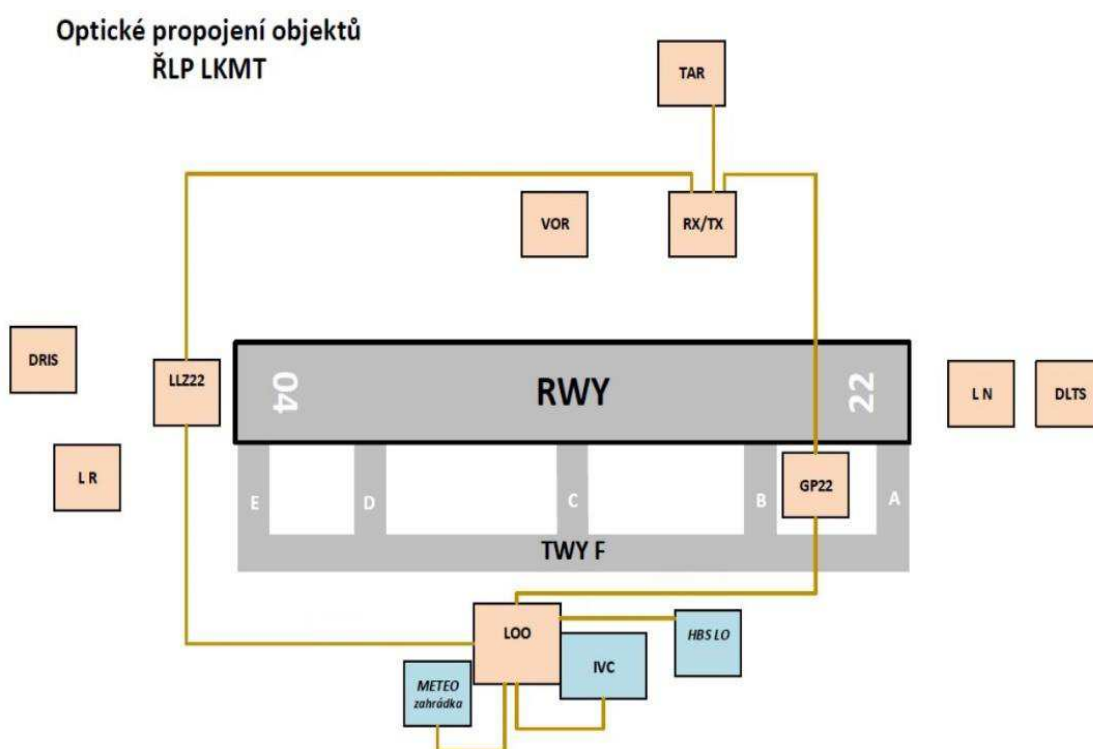 Optické propojení objektů
ŘLP LKMT
TAR
VOR
RX/TX
DRIS
LLZ22
04
RWY
22
L N
DLTS
L R
E
D
C
B
GP22
A
TWY F
LOO
HBS LO
IVC
METEO
zahrádka